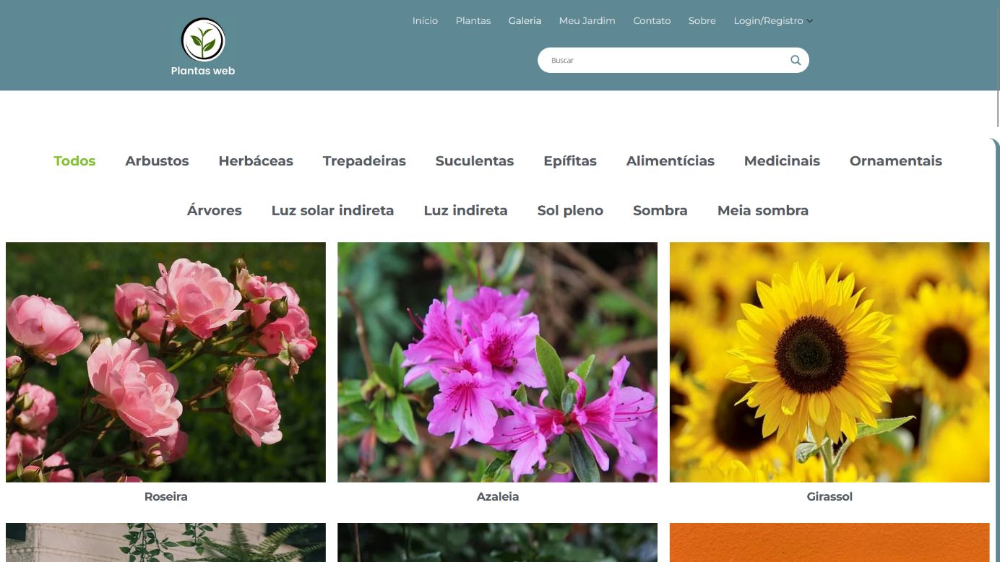 Início Plantas Galeria Meu Jardim Contato Sobre Login/Registro
Plantas web
Buscar
Todos Arbustos Herbáceas Trepadeiras Suculentas Epífitas Alimentícias Medicinais Ornamentais
Árvores Luz solar indireta Luz indireta Sol pleno Sombra Meia sombra
Roseira Azaleia Girassol